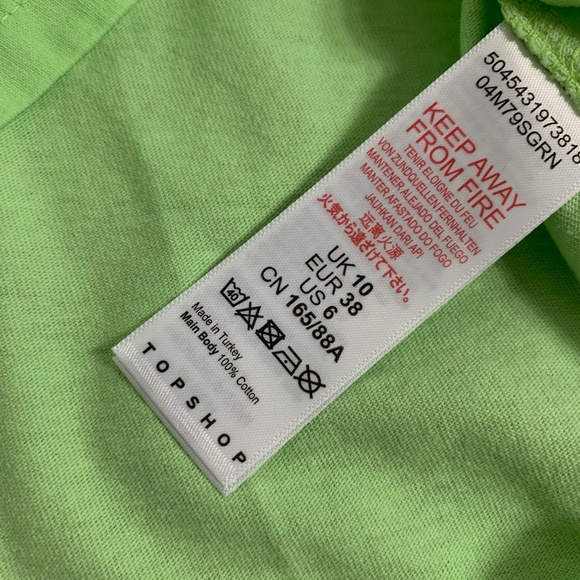 5045431973818
04M79SGRN
KEEP AWAY
FROM FIRE
TENIR ELOIGNE DU FEU
VON ZUNDQUELLEN FERNHALTEN
MANTENER ALEJADO DEL FUEGO
MANTER AFASTADO DO FOGO
JAUHKAN DARI API
远离火源
火気から遠ざけて下さい。
UK 10
EUR 38
US 6
CN 165/88A
40
Made in Turkey
Main Body 100% Cotton
TOPSHOP